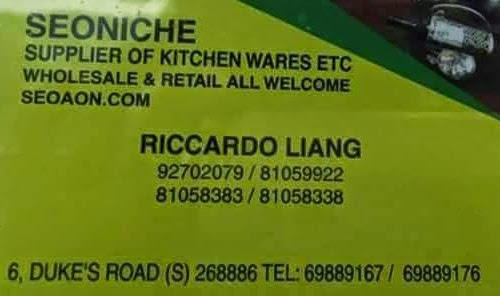 SEONICHE
SUPPLIER OF KITCHEN WARES ETC
WHOLESALE & RETAIL ALL WELCOME
SEOAON.COM
RICCARDO LIANG
92702079 / 81059922
81058383 / 81058338
6, DUKE'S ROAD (S) 268886 TEL: 69889167 / 69889176